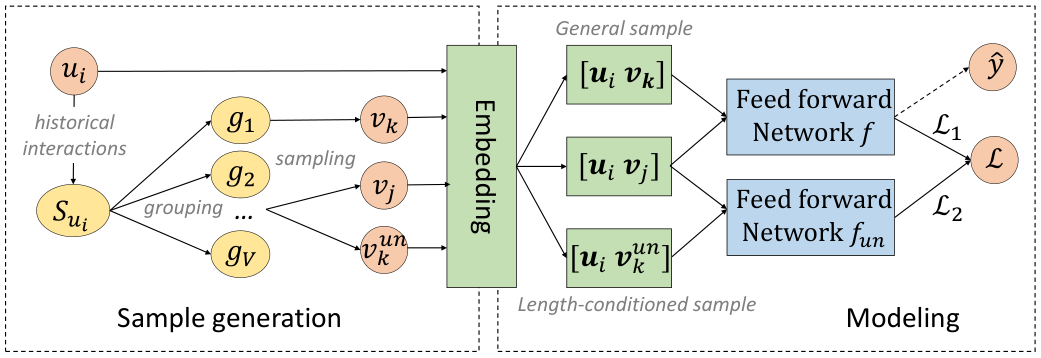 u_i
historical
interactions
S_{u_i}
g_1
g_2
...
g_V
grouping
sampling
v_k
v_j
v_k^{un}
Embedding
General sample
[u_i v_k]
[u_i v_j]
[u_i v_k^{un}]
Length-conditioned sample
Feed forward
Network f
Feed forward
Network f_{un}
ŷ
ℒ_1
ℒ
ℒ_2
Sample generation
Modeling